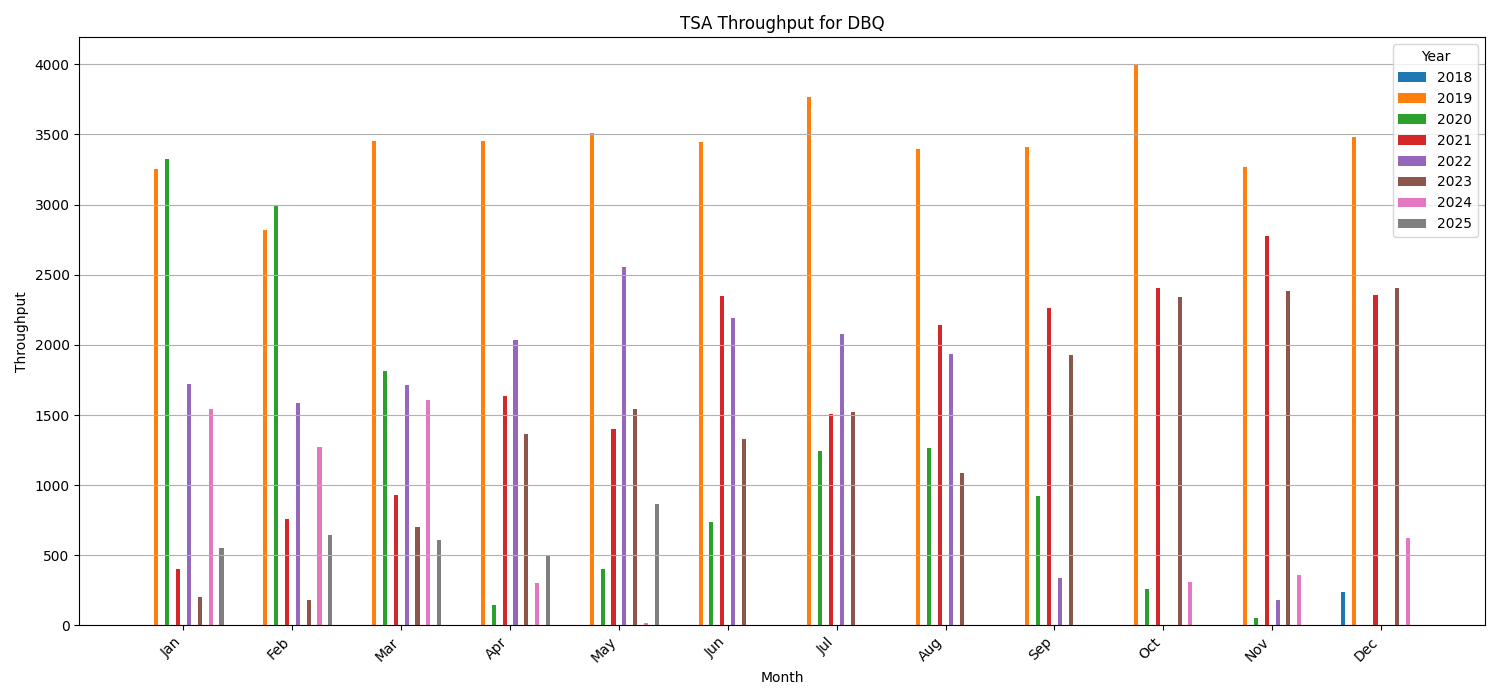 TSA Throughput for DBQ
Throughput
4000
3500
3000
2500
2000
1500
1000
500
0
Year
2018
2019
2020
2021
2022
2023
2024
2025
Jan
Feb
Mar
Apr
May
Jun
Jul
Aug
Sep
Oct
Nov
Dec
Month